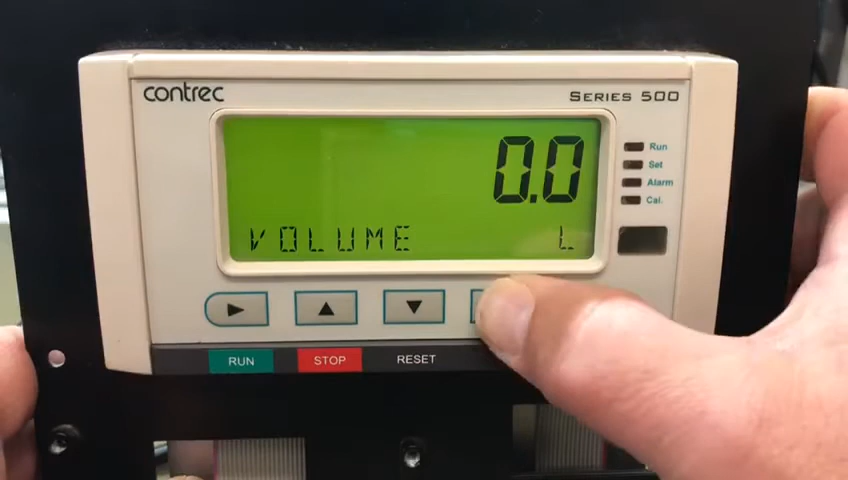 contrec
SERIES 500
0.0
VOLUME L
Run
Set
Alarm
Cal.
RUN
STOP
RESET